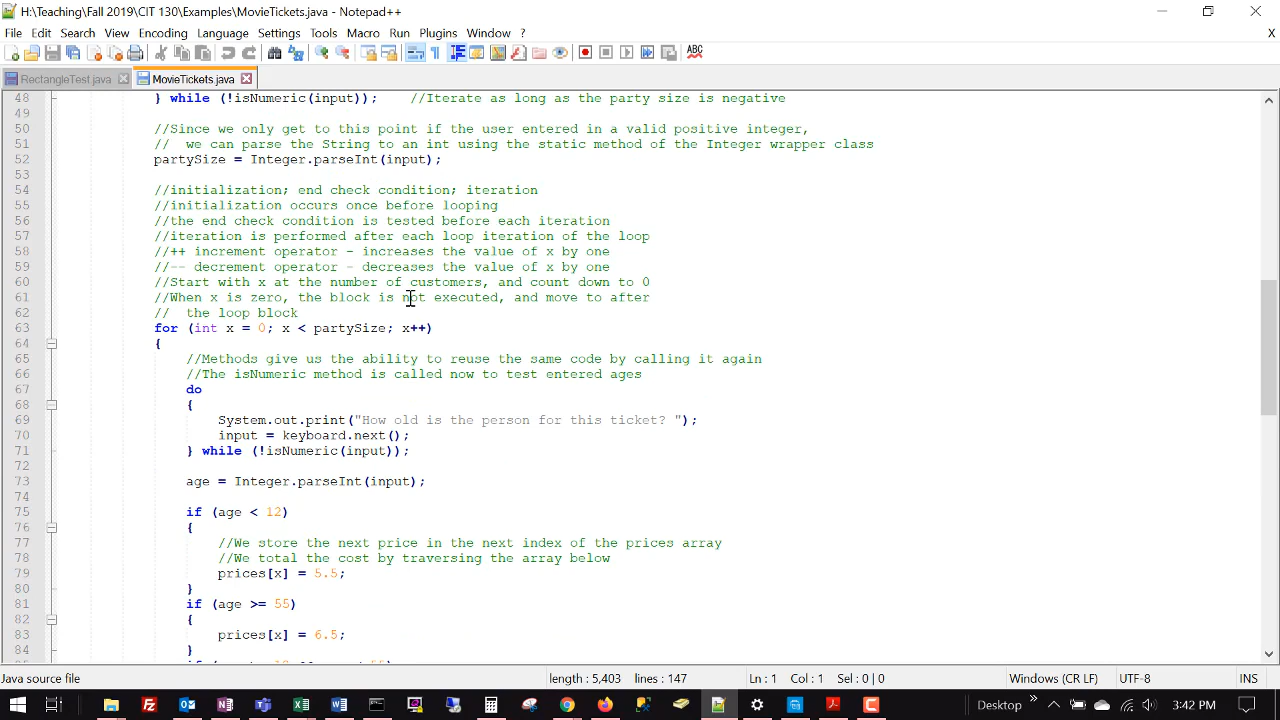 H:\Teaching\Fall 2019\CIT 130\Examples\MovieTickets.java - Notepad++
File Edit Search View Encoding Language Settings Tools Macro Run Plugins Window ? X
RectangleTest.java MovieTickets.java
48 } while (!isNumeric(input)); //Iterate as long as the party size is negative
49
50 //Since we only get to this point if the user entered in a valid positive integer,
51 // we can parse the String to an int using the static method of the Integer wrapper class
52 partySize = Integer.parseInt(input);
53
54 //initialization; end check condition; iteration
55 //initialization occurs once before looping
56 //the end check condition is tested before each iteration
57 //iteration is performed after each loop iteration of the loop
58 //++ increment operator - increases the value of x by one
59 //-- decrement operator - decreases the value of x by one
60 //Start with x at the number of customers, and count down to 0
61 //When x is zero, the block is not executed, and move to after
62 // the loop block
63 for (int x = 0; x < partySize; x++)
64 {
65 //Methods give us the ability to reuse the same code by calling it again
66 //The isNumeric method is called now to test entered ages
67 do
68 {
69 System.out.print("How old is the person for this ticket? ");
70 input = keyboard.next();
71 } while (!isNumeric(input));
72
73 age = Integer.parseInt(input);
74
75 if (age < 12)
76 {
77 //We store the next price in the next index of the prices array
78 //We total the cost by traversing the array below
79 prices[x] = 5.5;
80 }
81 if (age >= 55)
82 {
83 prices[x] = 6.5;
84 }
Java source file length : 5,403 lines : 147 Ln : 1 Col : 1 Sel : 0 | 0 Windows (CR LF) UTF-8 INS
Desktop 3:42 PM